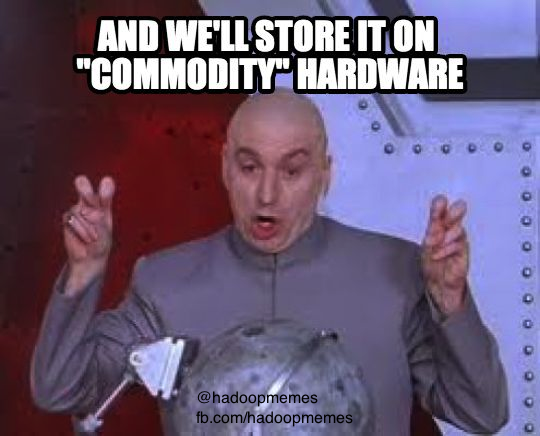 AND WE'LL STORE IT ON
"COMMODITY" HARDWARE
@hadoopmemes
fb.com/hadoopmemes